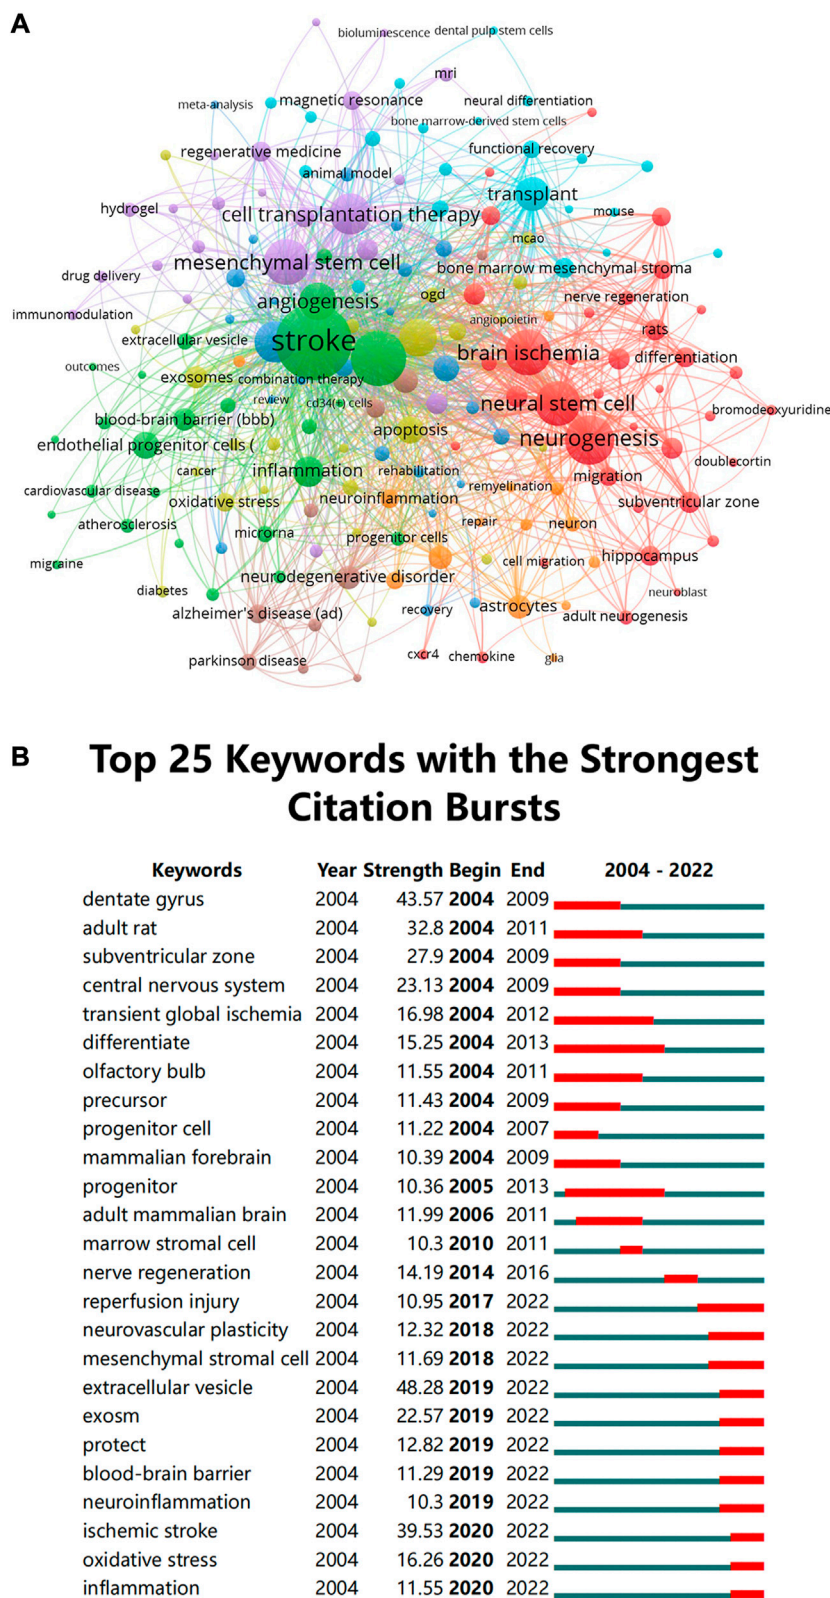 A
bioluminescence dental pulp stem cells
mri
meta-analysis magnetic resonance neural differentiation
bone marrow-derived stem cells
regenerative medicine functional recovery
animal model
transplant
hydrogel cell transplantation therapy mouse
mcao
mesenchymal stem cell bone marrow mesenchymal stroma
drug delivery
ogd nerve regeneration
angiogenesis
immunomodulation angiopoietin rats
extracellular vesicle stroke
brain ischemia differentiation
outcomes
exosomes combination therapy
review cd34(+) cells neural stem cell
bromodeoxyuridine
blood-brain barrier (bbb)
apoptosis neurogenesis
endothelial progenitor cells (
doublecortin
cancer inflammation rehabilitation migration
cardiovascular disease remyelination
oxidative stress neuroinflammation subventricular zone
atherosclerosis repair neuron
microrna progenitor cells
migraine cell migration hippocampus
neurodegenerative disorder
diabetes neuroblast
alzheimer's disease (ad) recovery astrocytes adult neurogenesis
parkinson disease cxcr4 chemokine glia
B
Top 25 Keywords with the Strongest
Citation Bursts
Keywords Year Strength Begin End 2004 - 2022
dentate gyrus 2004 43.57 2004 2009
adult rat 2004 32.8 2004 2011
subventricular zone 2004 27.9 2004 2009
central nervous system 2004 23.13 2004 2009
transient global ischemia 2004 16.98 2004 2012
differentiate 2004 15.25 2004 2013
olfactory bulb 2004 11.55 2004 2011
precursor 2004 11.43 2004 2009
progenitor cell 2004 11.22 2004 2007
mammalian forebrain 2004 10.39 2004 2009
progenitor 2004 10.36 2005 2013
adult mammalian brain 2004 11.99 2006 2011
marrow stromal cell 2004 10.3 2010 2011
nerve regeneration 2004 14.19 2014 2016
reperfusion injury 2004 10.95 2017 2022
neurovascular plasticity 2004 12.32 2018 2022
mesenchymal stromal cell 2004 11.69 2018 2022
extracellular vesicle 2004 48.28 2019 2022
exosm 2004 22.57 2019 2022
protect 2004 12.82 2019 2022
blood-brain barrier 2004 11.29 2019 2022
neuroinflammation 2004 10.3 2019 2022
ischemic stroke 2004 39.53 2020 2022
oxidative stress 2004 16.26 2020 2022
inflammation 2004 11.55 2020 2022